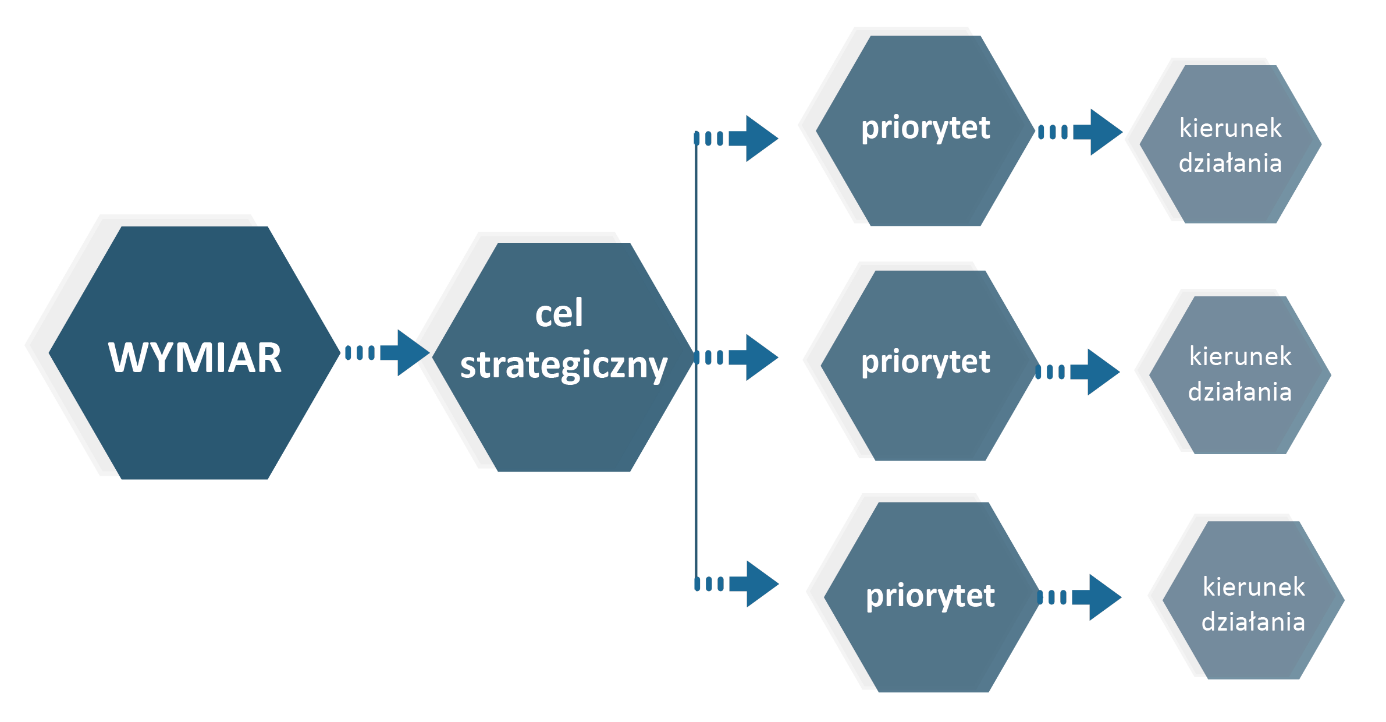 WYMIAR
cel
strategiczny
priorytet
kierunek
działania
priorytet
kierunek
działania
priorytet
kierunek
działania